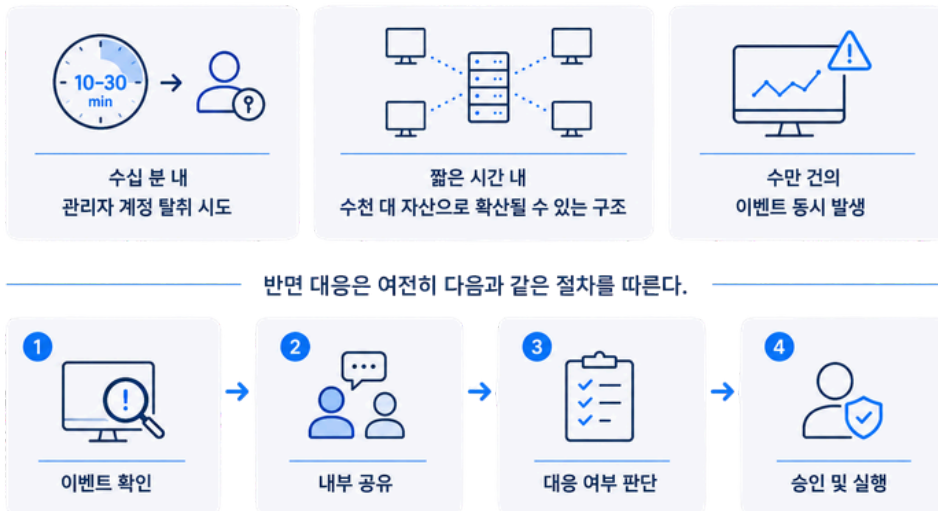 10-30
min
수십 분 내
관리자 계정 탈취 시도
짧은 시간 내
수천 대 자산으로 확산될 수 있는 구조
수만 건의
이벤트 동시 발생
반면 대응은 여전히 다음과 같은 절차를 따른다.
1
이벤트 확인
2
내부 공유
3
대응 여부 판단
4
승인 및 실행